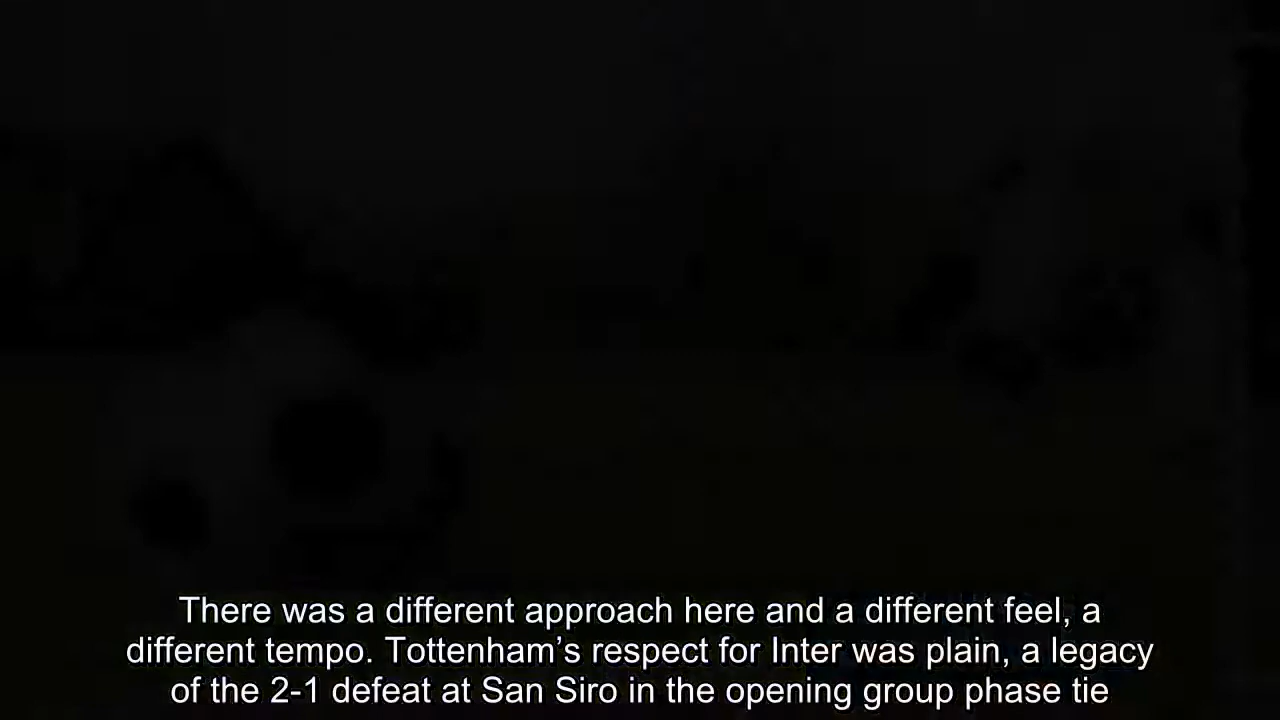 There was a different approach here and a different feel, a
different tempo. Tottenham’s respect for Inter was plain, a legacy
of the 2-1 defeat at San Siro in the opening group phase tie